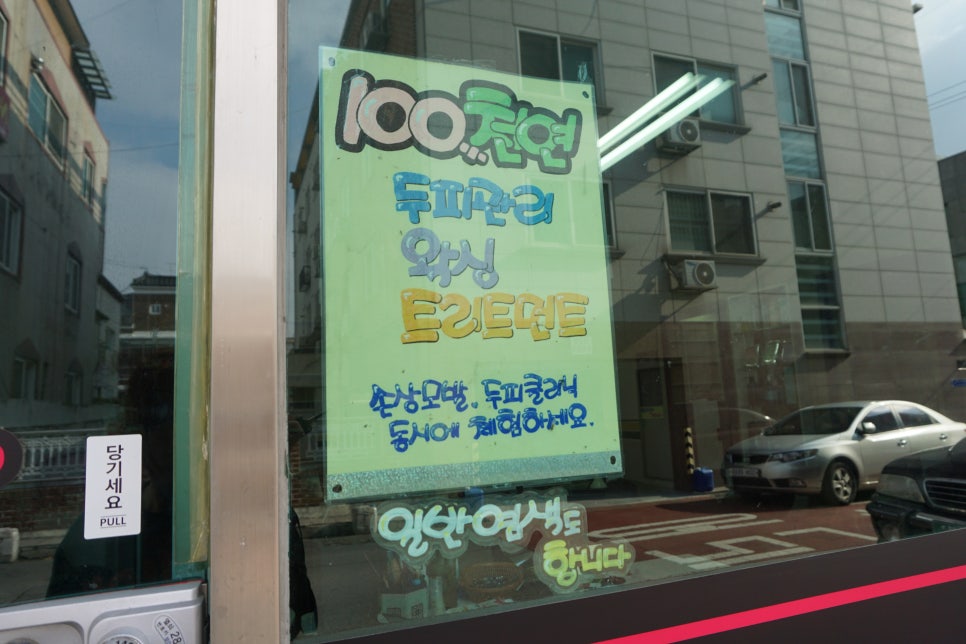 100% 천연
두피관리
와싱
트리트먼트
손상모발, 두피클리닉
동시에 체험하세요.
일반염색도
합니다
당기세요
PULL